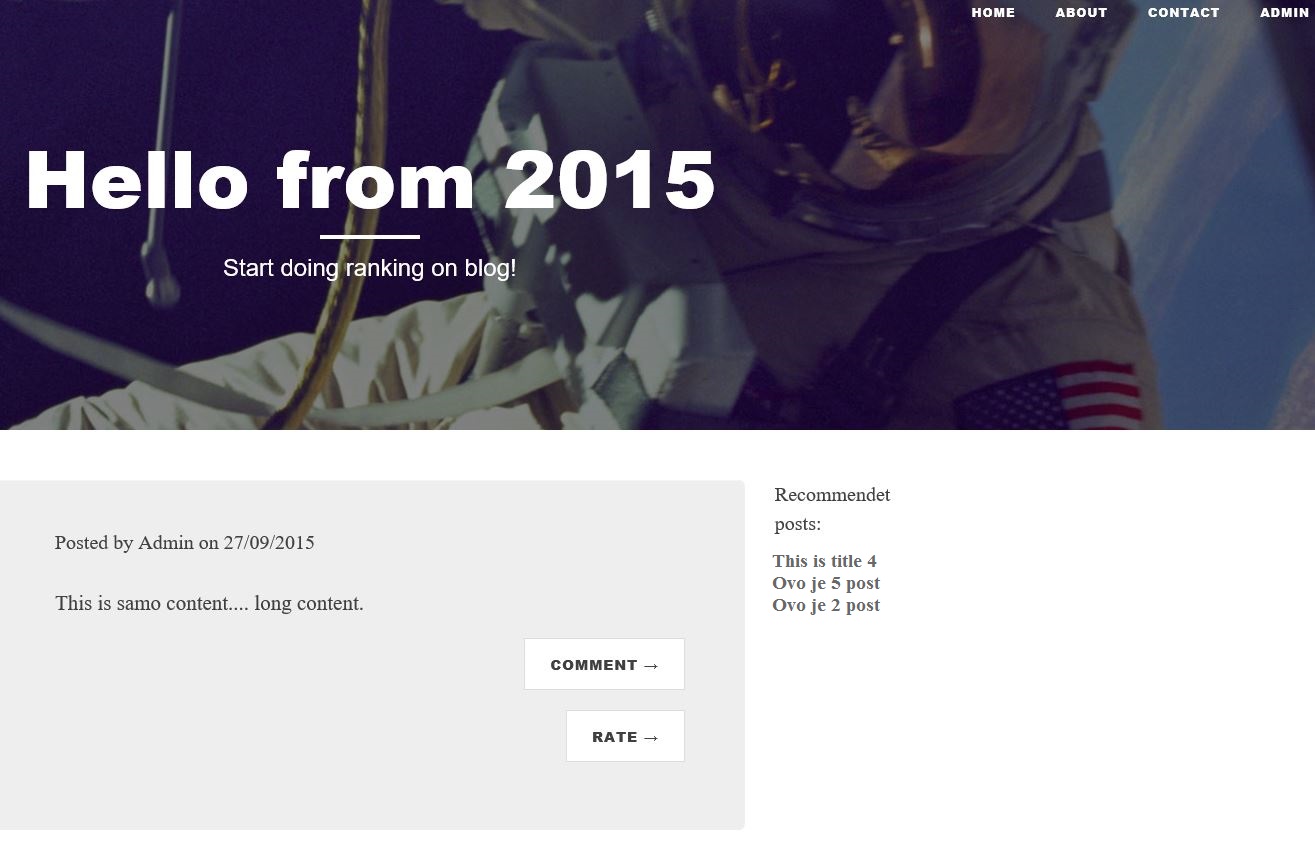 HOME ABOUT CONTACT ADMIN
Hello from 2015
Start doing ranking on blog!
Posted by Admin on 27/09/2015
This is samo content.... long content.
COMMENT →
RATE →
Recommendet
posts:
This is title 4
Ovo je 5 post
Ovo je 2 post